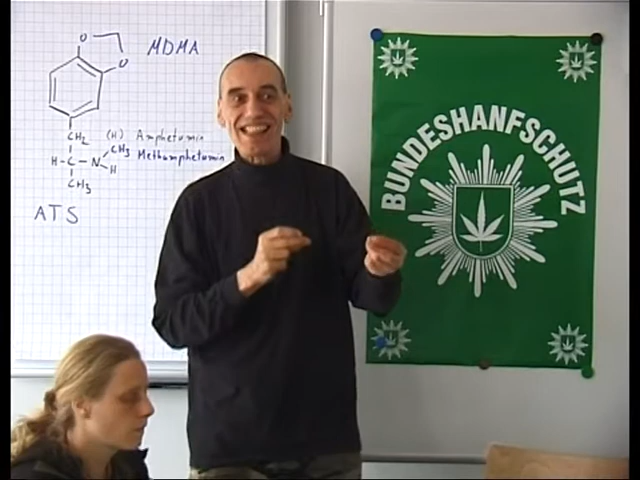 MDMA
O
O
CH₂
(H) Amphetamin
H-C-N
CH₃ Methamphetamin
H
CH₃
ATS
BUNDESHANFSCHUTZ